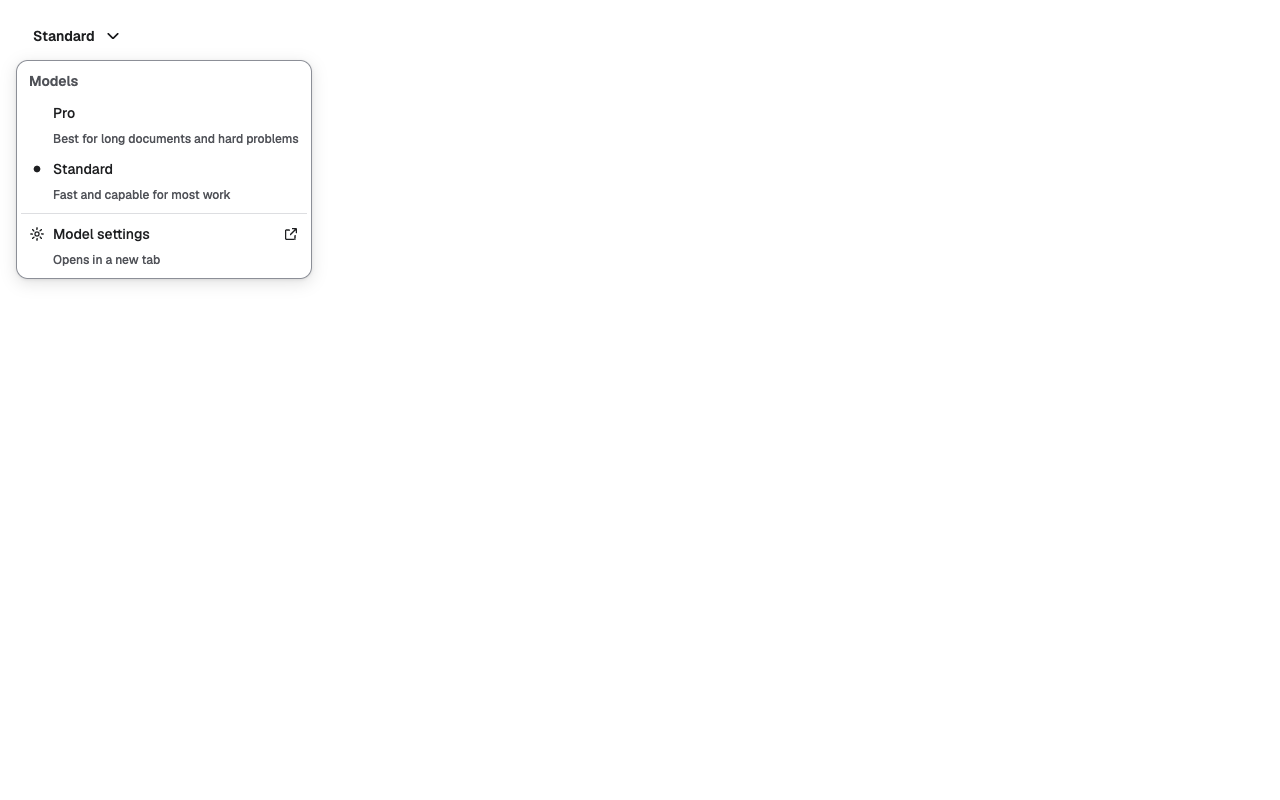 Standard
Models
Pro
Best for long documents and hard problems
Standard
Fast and capable for most work
Model settings
Opens in a new tab